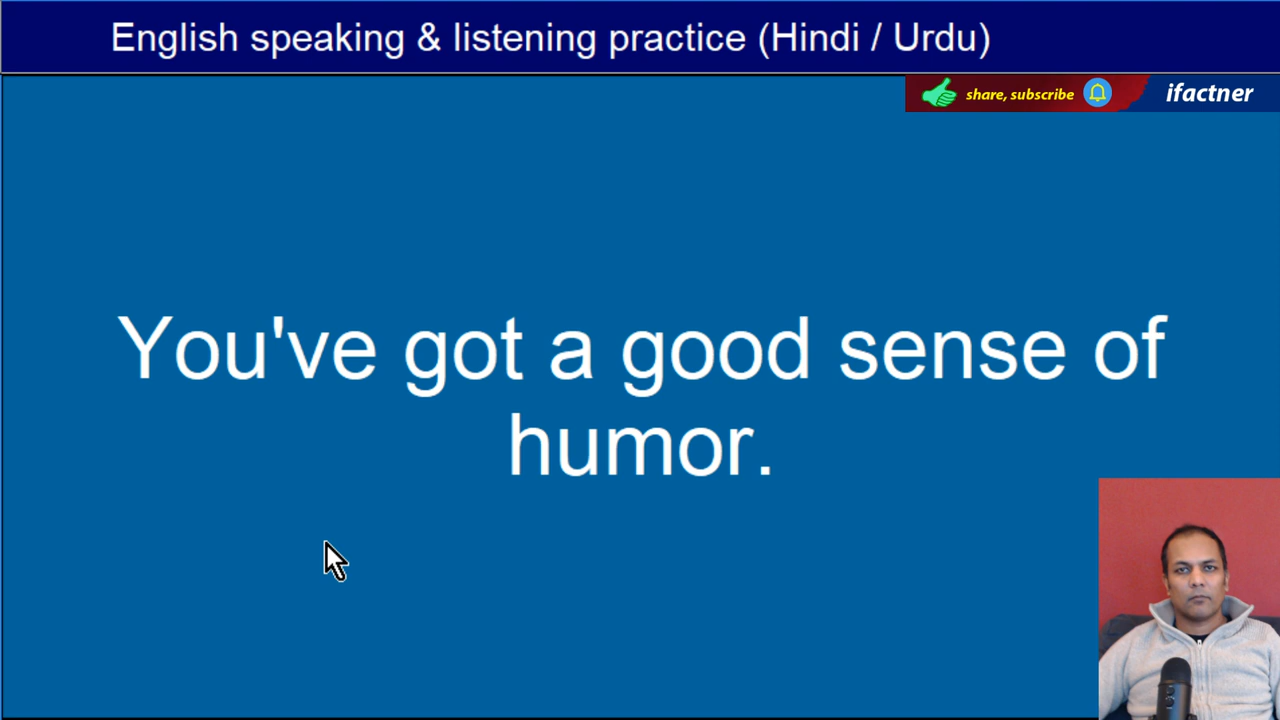 English speaking & listening practice (Hindi / Urdu)
share, subscribe
ifactner
You've got a good sense of
humor.